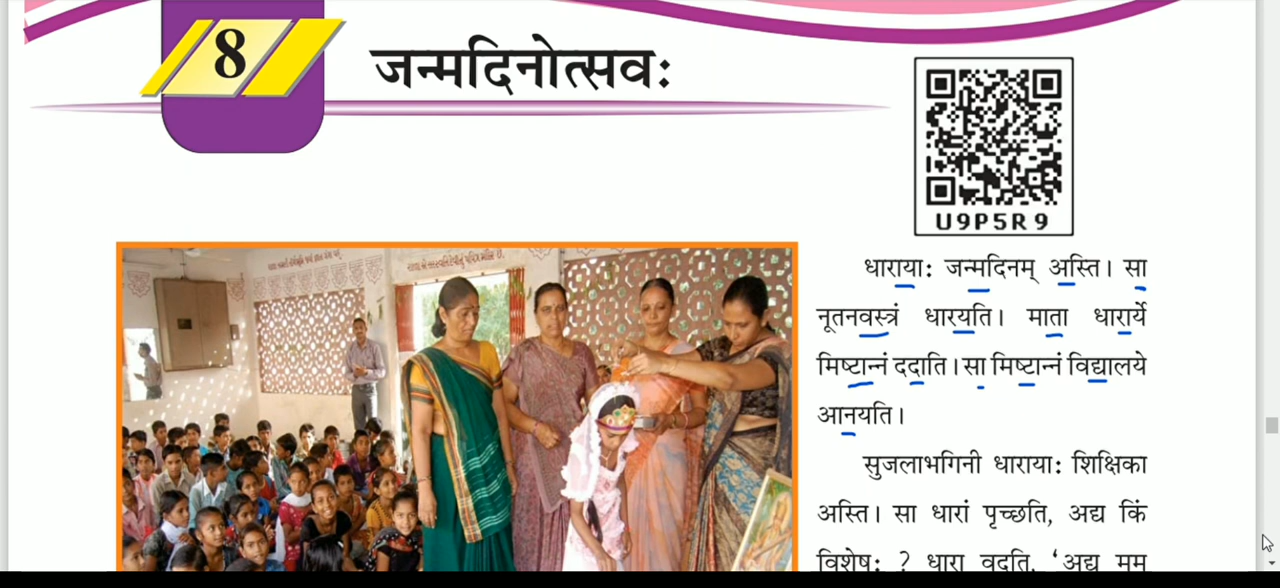 8
जन्मदिनोत्सवः
U9P5R9
धारायाः जन्मदिनम् अस्ति। सा
नूतनवस्त्रं धारयति। माता धारायै
मिष्टान्नं ददाति। सा मिष्टान्नं विद्यालये
आनयति।
सुजलाभगिनी धारायाः शिक्षिका
अस्ति। सा धारां पृच्छति, अद्य किं
विशेषः ? धारा वदति, ‘अद्य मम